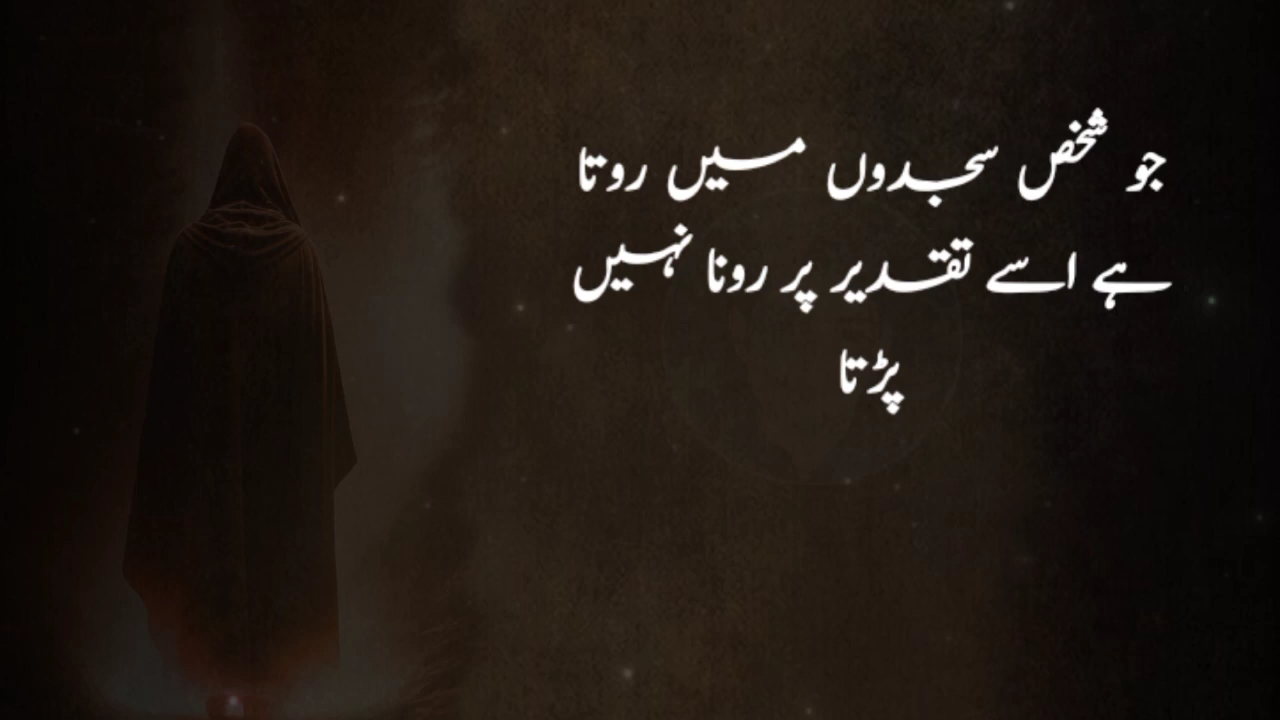 جو شخص سجدوں میں روتا
ہے اسے تقدیر پر رونا نہیں
پڑتا